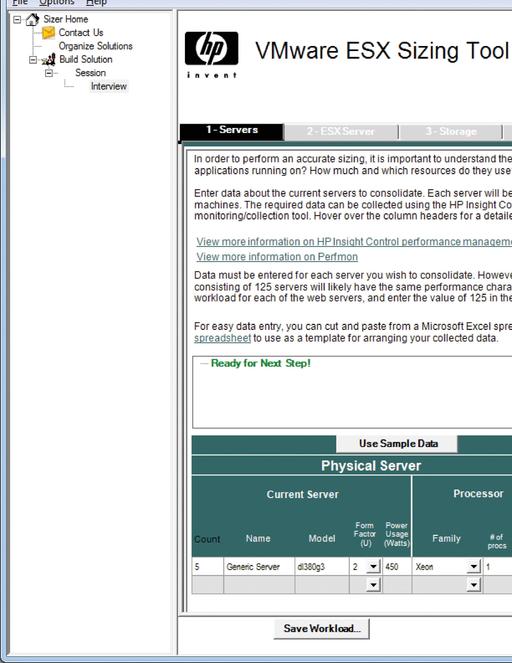 File Options Help
Sizer Home
Contact Us
Organize Solutions
Build Solution
Session
Interview
hp
invent
VMware ESX Sizing Tool
1 - Servers
2 - ESX Server
3 - Storage
In order to perform an accurate sizing, it is important to understand the
applications running on? How much and which resources do they use
Enter data about the current servers to consolidate. Each server will be
machines. The required data can be collected using the HP Insight Co
monitoring/collection tool. Hover over the column headers for a detaile
View more information on HP Insight Control performance managem
View more information on Perfmon
Data must be entered for each server you wish to consolidate. Howeve
consisting of 125 servers will likely have the same performance chara
workload for each of the web servers, and enter the value of 125 in the
For easy data entry, you can cut and paste from a Microsoft Excel spre
spreadsheet to use as a template for arranging your collected data.
Ready for Next Step!
Use Sample Data
Physical Server
Current Server
Processor
Count
Name
Model
Form Factor (U)
Power Usage (Watts)
Family
# of procs
5 Generic Server dl380g3 2 450 Xeon 1
Save Workload...